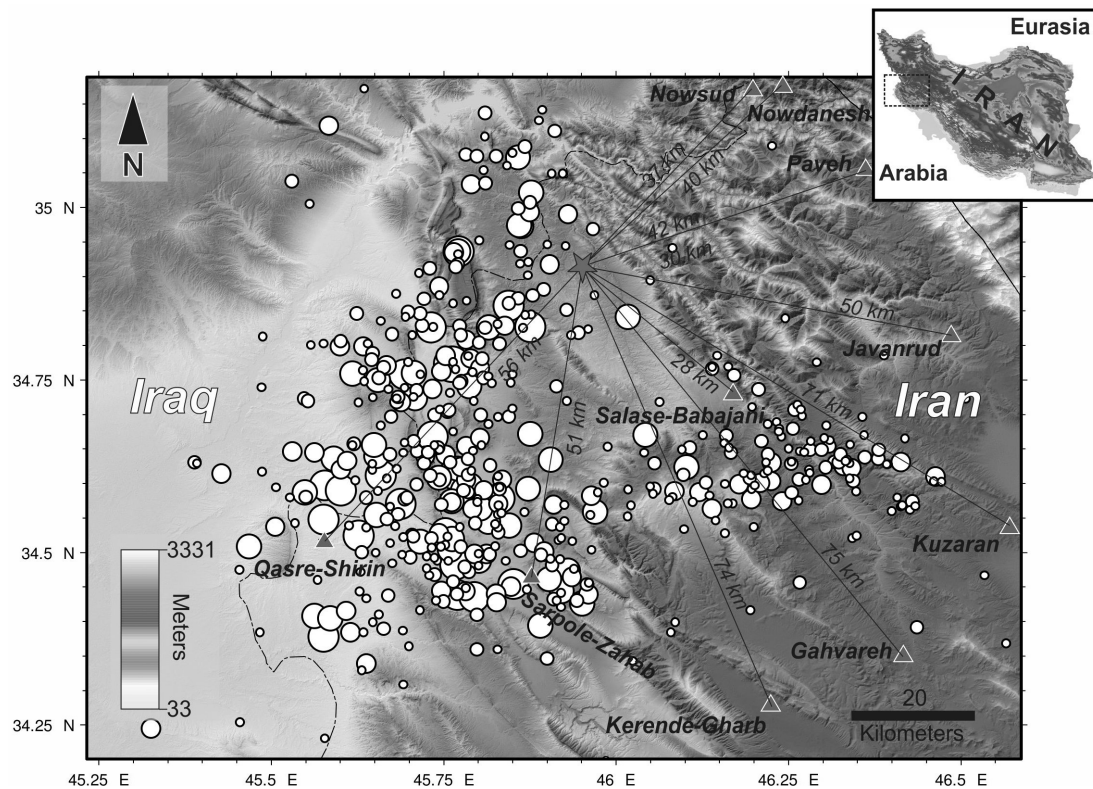 Eurasia
IRAN
Arabia
N
Nowsud
Nowdanesh
Paveh
37 km
40 km
42 km
30 km
50 km
Javanrud
35 N
34.75 N
34.5 N
34.25 N
Iraq
Iran
56 km
51 km
28 km
71 km
Salase-Babajani
Kuzaran
Qasre-Shirin
Sarpole-Zahab
74 km
75 km
Gahvareh
Kerende-Gharb
3331
Meters
33
20
Kilometers
45.25 E
45.5 E
45.75 E
46 E
46.25 E
46.5 E